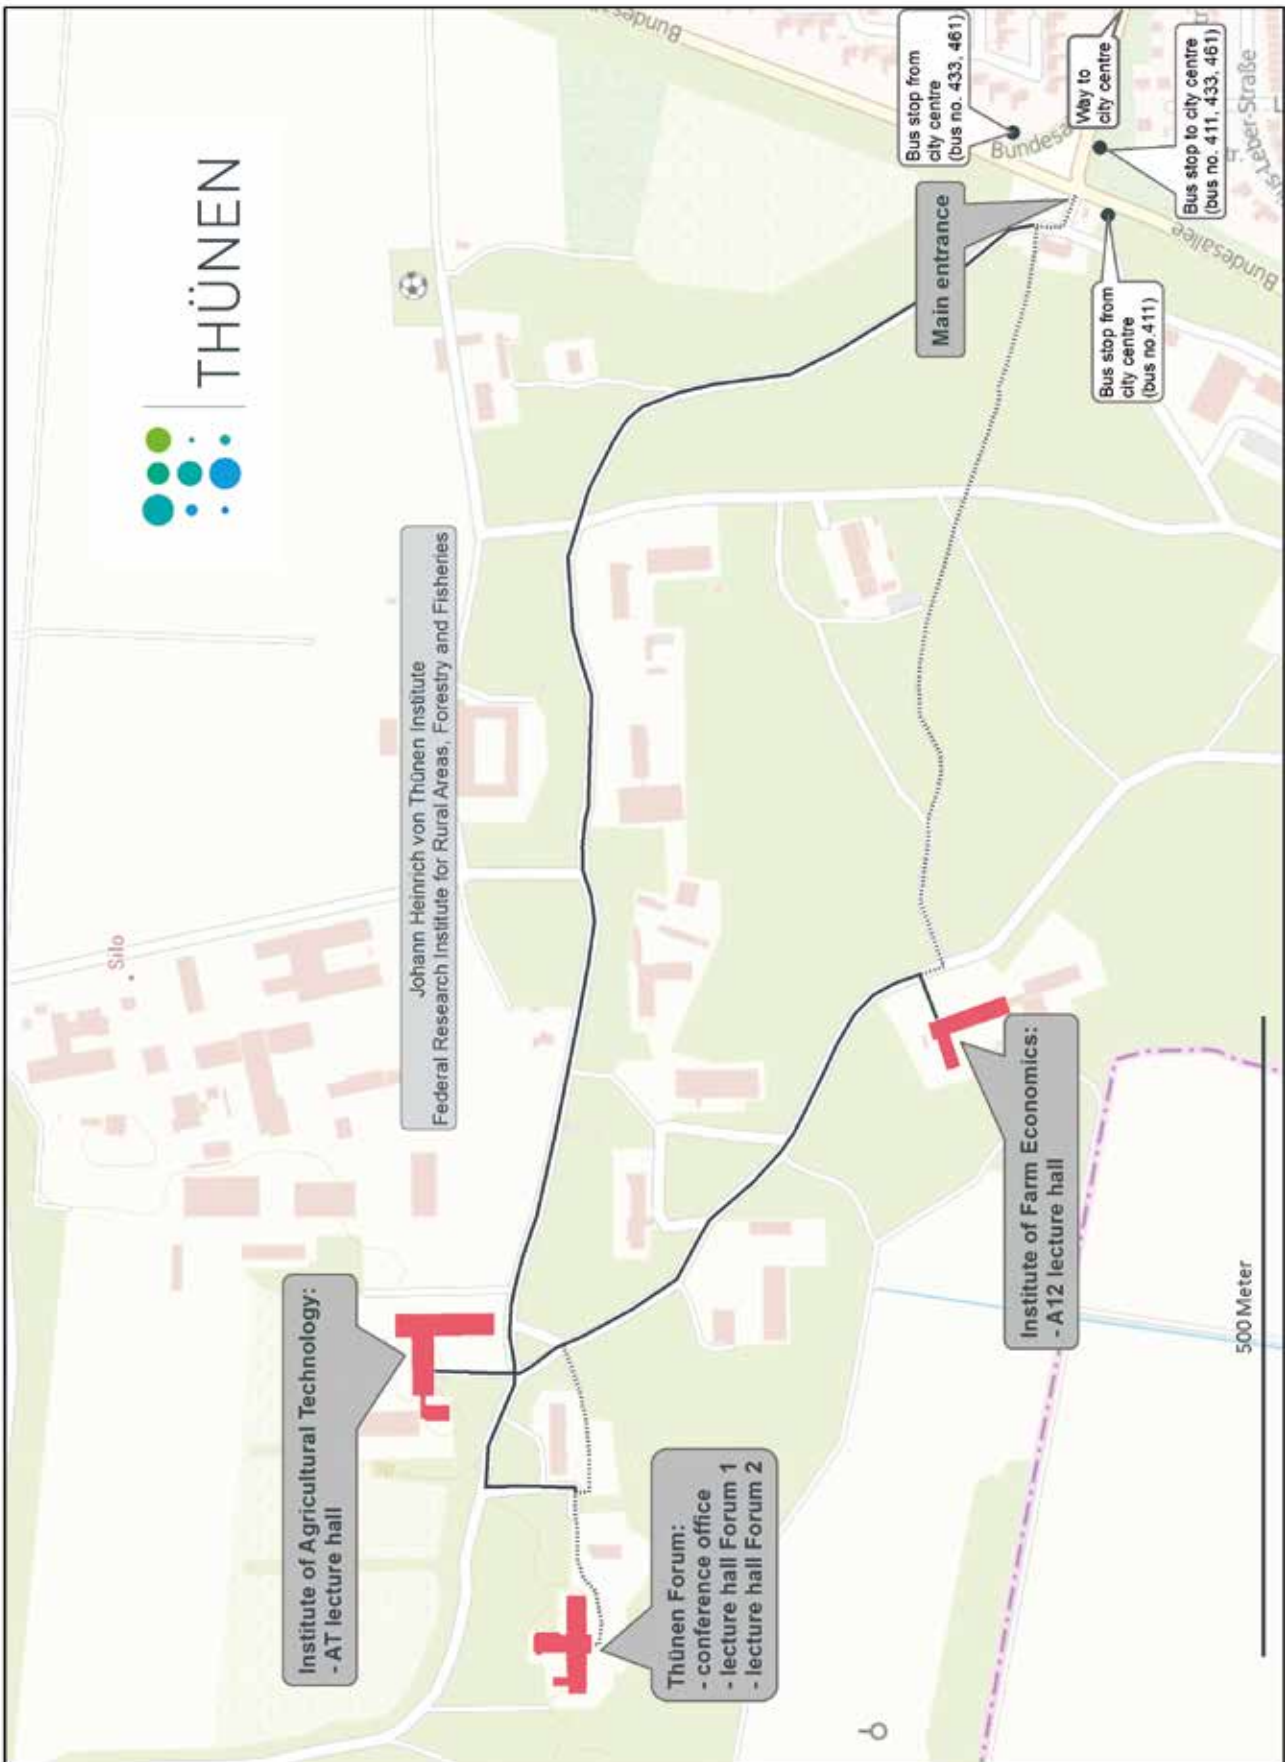 Silo
THÜNEN
Institute of Agricultural Technology:
- AT lecture hall
Johann Heinrich von Thünen Institute
Federal Research Institute for Rural Areas, Forestry and Fisheries
Thünen Forum:
- conference office
- lecture hall Forum 1
- lecture hall Forum 2
Bus stop from
city centre
(bus no. 433, 461)
Main entrance
Bundesa
Institute of Farm Economics:
- A12 lecture hall
Way to
city centre
Bus stop from
city centre
(bus no.411)
Bus stop to city centre
(bus no. 411, 433, 461)
Bundesallee
-Leber-Straße
500 Meter